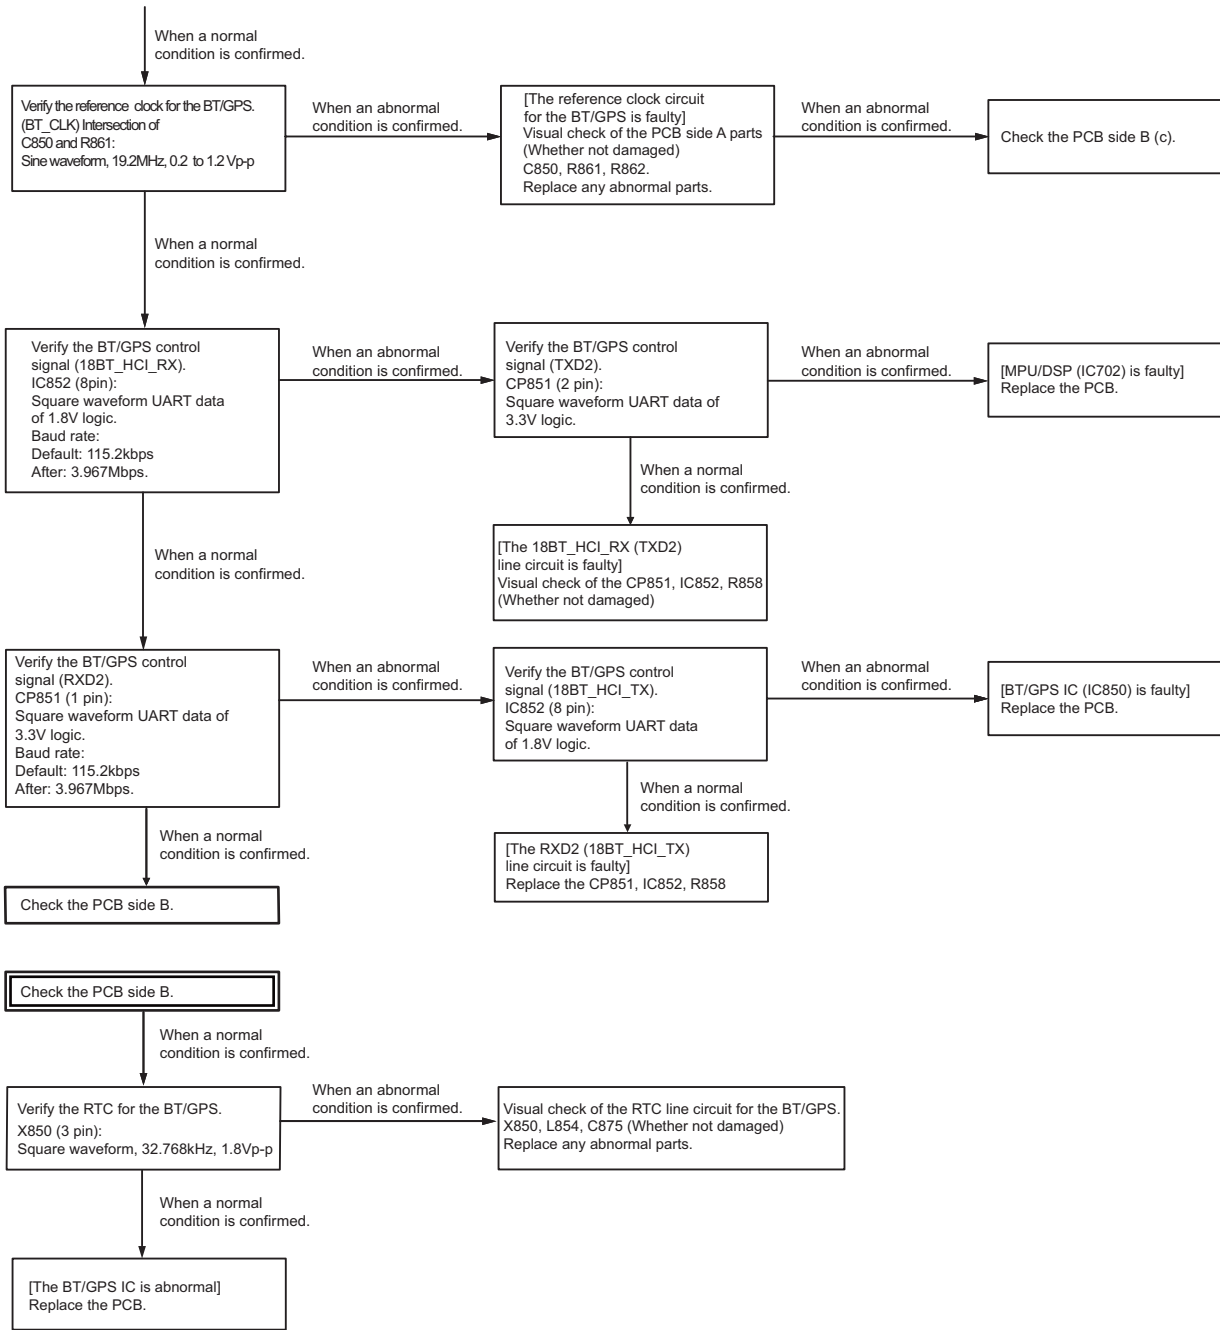 When a normal
condition is confirmed.
Verify the reference clock for the BT/GPS.
(BT_CLK) Intersection of
C850 and R861:
Sine waveform, 19.2MHz, 0.2 to 1.2 Vp-p
When an abnormal
condition is confirmed.
[The reference clock circuit
for the BT/GPS is faulty]
Visual check of the PCB side A parts
(Whether not damaged)
C850, R861, R862.
Replace any abnormal parts.
When an abnormal
condition is confirmed.
Check the PCB side B (c).
When a normal
condition is confirmed.
Verify the BT/GPS control
signal (18BT_HCI_RX).
IC852 (8pin):
Square waveform UART data
of 1.8V logic.
Baud rate:
Default: 115.2kbps
After: 3.967Mbps.
When an abnormal
condition is confirmed.
Verify the BT/GPS control
signal (TXD2).
CP851 (2 pin):
Square waveform UART data of
3.3V logic.
When an abnormal
condition is confirmed.
[MPU/DSP (IC702) is faulty]
Replace the PCB.
When a normal
condition is confirmed.
[The 18BT_HCI_RX (TXD2)
line circuit is faulty]
Visual check of the CP851, IC852, R858
(Whether not damaged)
When a normal
condition is confirmed.
Verify the BT/GPS control
signal (RXD2).
CP851 (1 pin):
Square waveform UART data of
3.3V logic.
Baud rate:
Default: 115.2kbps
After: 3.967Mbps.
When an abnormal
condition is confirmed.
Verify the BT/GPS control
signal (18BT_HCI_TX).
IC852 (8 pin):
Square waveform UART data
of 1.8V logic.
When an abnormal
condition is confirmed.
[BT/GPS IC (IC850) is faulty]
Replace the PCB.
When a normal
condition is confirmed.
[The RXD2 (18BT_HCI_TX)
line circuit is faulty]
Replace the CP851, IC852, R858
When a normal
condition is confirmed.
Check the PCB side B.
Check the PCB side B.
When a normal
condition is confirmed.
Verify the RTC for the BT/GPS.
X850 (3 pin):
Square waveform, 32.768kHz, 1.8Vp-p
When an abnormal
condition is confirmed.
Visual check of the RTC line circuit for the BT/GPS.
X850, L854, C875 (Whether not damaged)
Replace any abnormal parts.
When a normal
condition is confirmed.
[The BT/GPS IC is abnormal]
Replace the PCB.